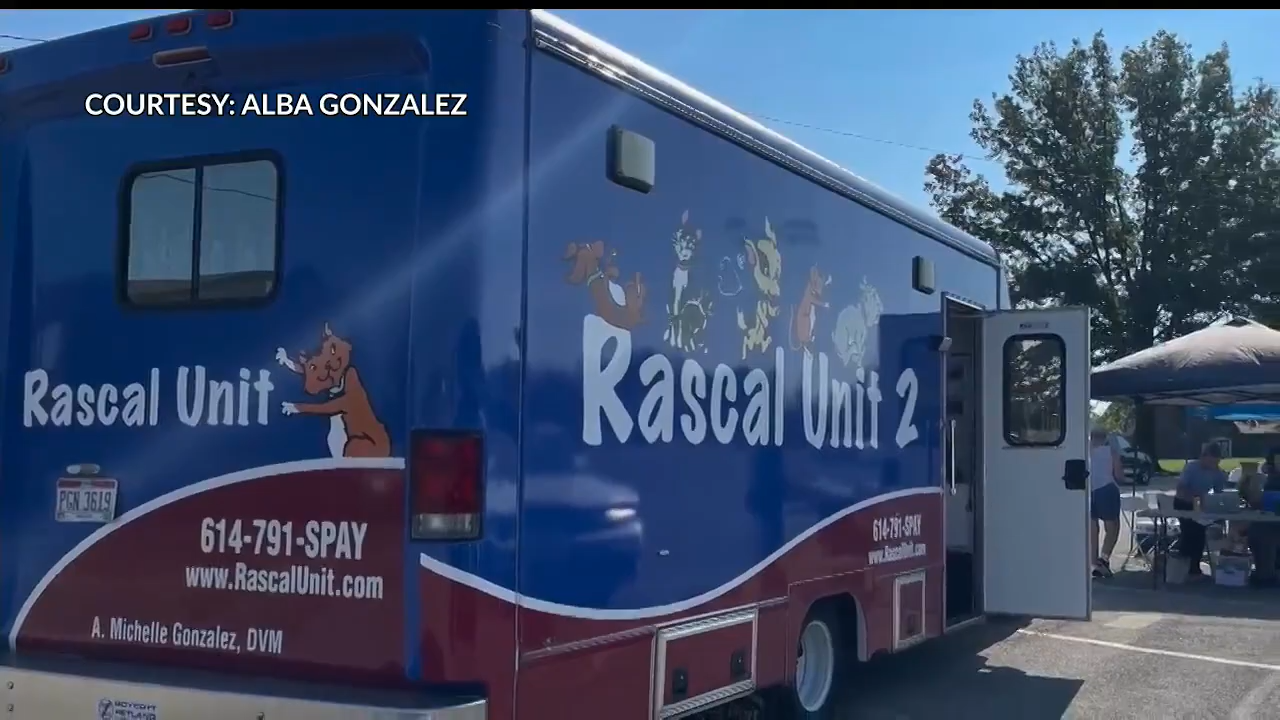 COURTESY: ALBA GONZALEZ
Rascal Unit
PGN 3619
614-791-SPAY
www.RascalUnit.com
A. Michelle Gonzalez, DVM
Rascal Unit 2
614-791-SPAY
www.RascalUnit.com